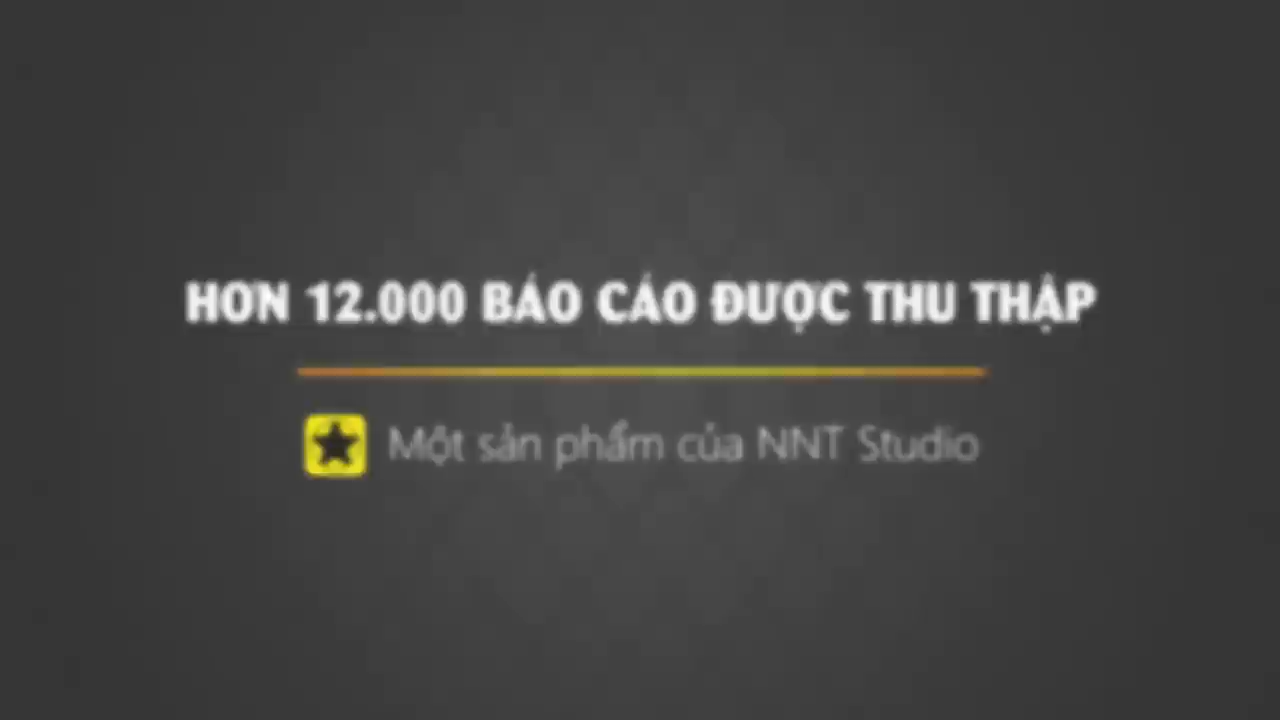 HƠN 12.000 BÁO CÁO ĐƯỢC THU THẬP
Một sản phẩm của NNT Studio